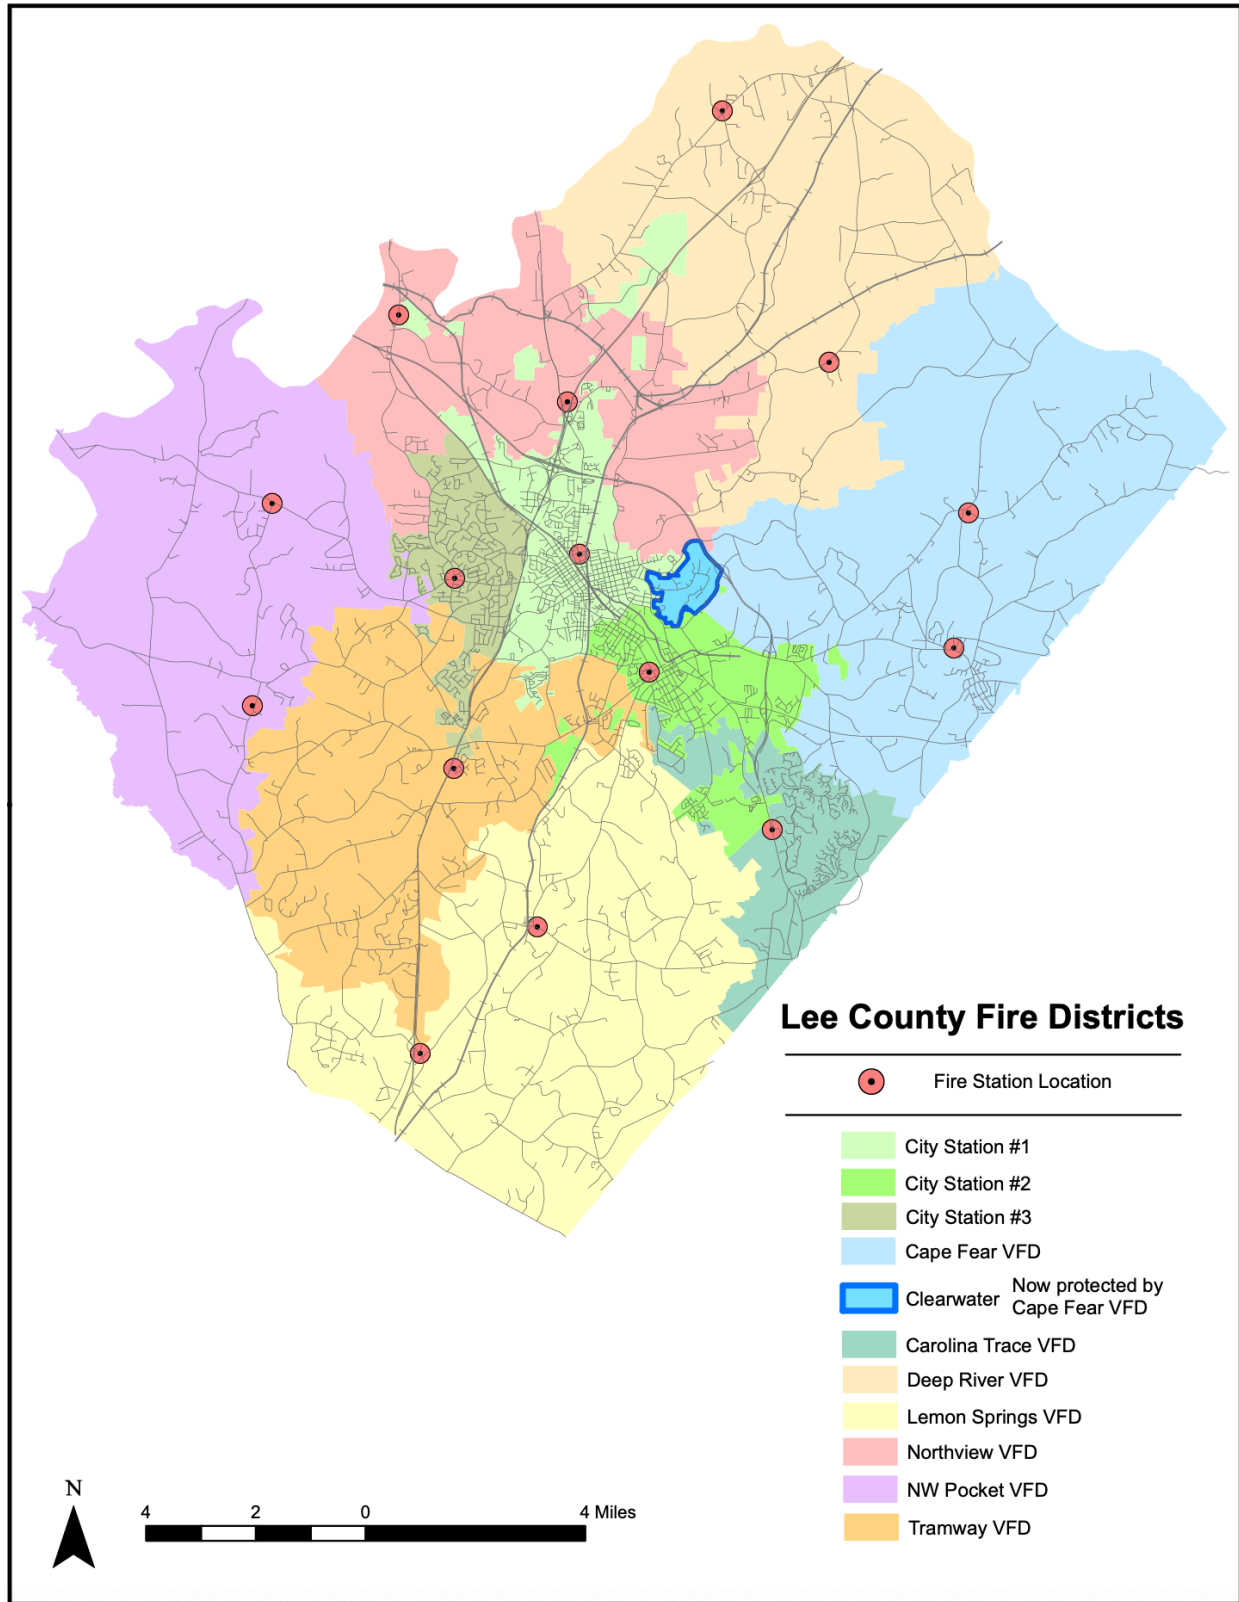 Lee County Fire Districts
Fire Station Location
City Station #1
City Station #2
City Station #3
Cape Fear VFD
Clearwater
Now protected by
Cape Fear VFD
Carolina Trace VFD
Deep River VFD
Lemon Springs VFD
Northview VFD
NW Pocket VFD
Tramway VFD
N
4 2 0 4 Miles